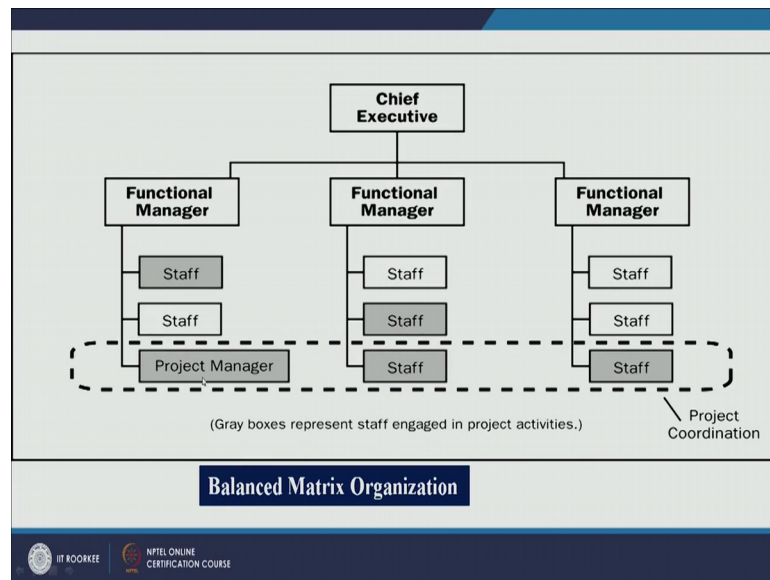 Chief
Executive
Functional
Manager
Functional
Manager
Functional
Manager
Staff
Staff
Staff
Staff
Staff
Staff
Project Manager
Staff
Staff
(Gray boxes represent staff engaged in project activities.)
Project
Coordination
Balanced Matrix Organization
IIT ROORKEE
NPTEL ONLINE
CERTIFICATION COURSE